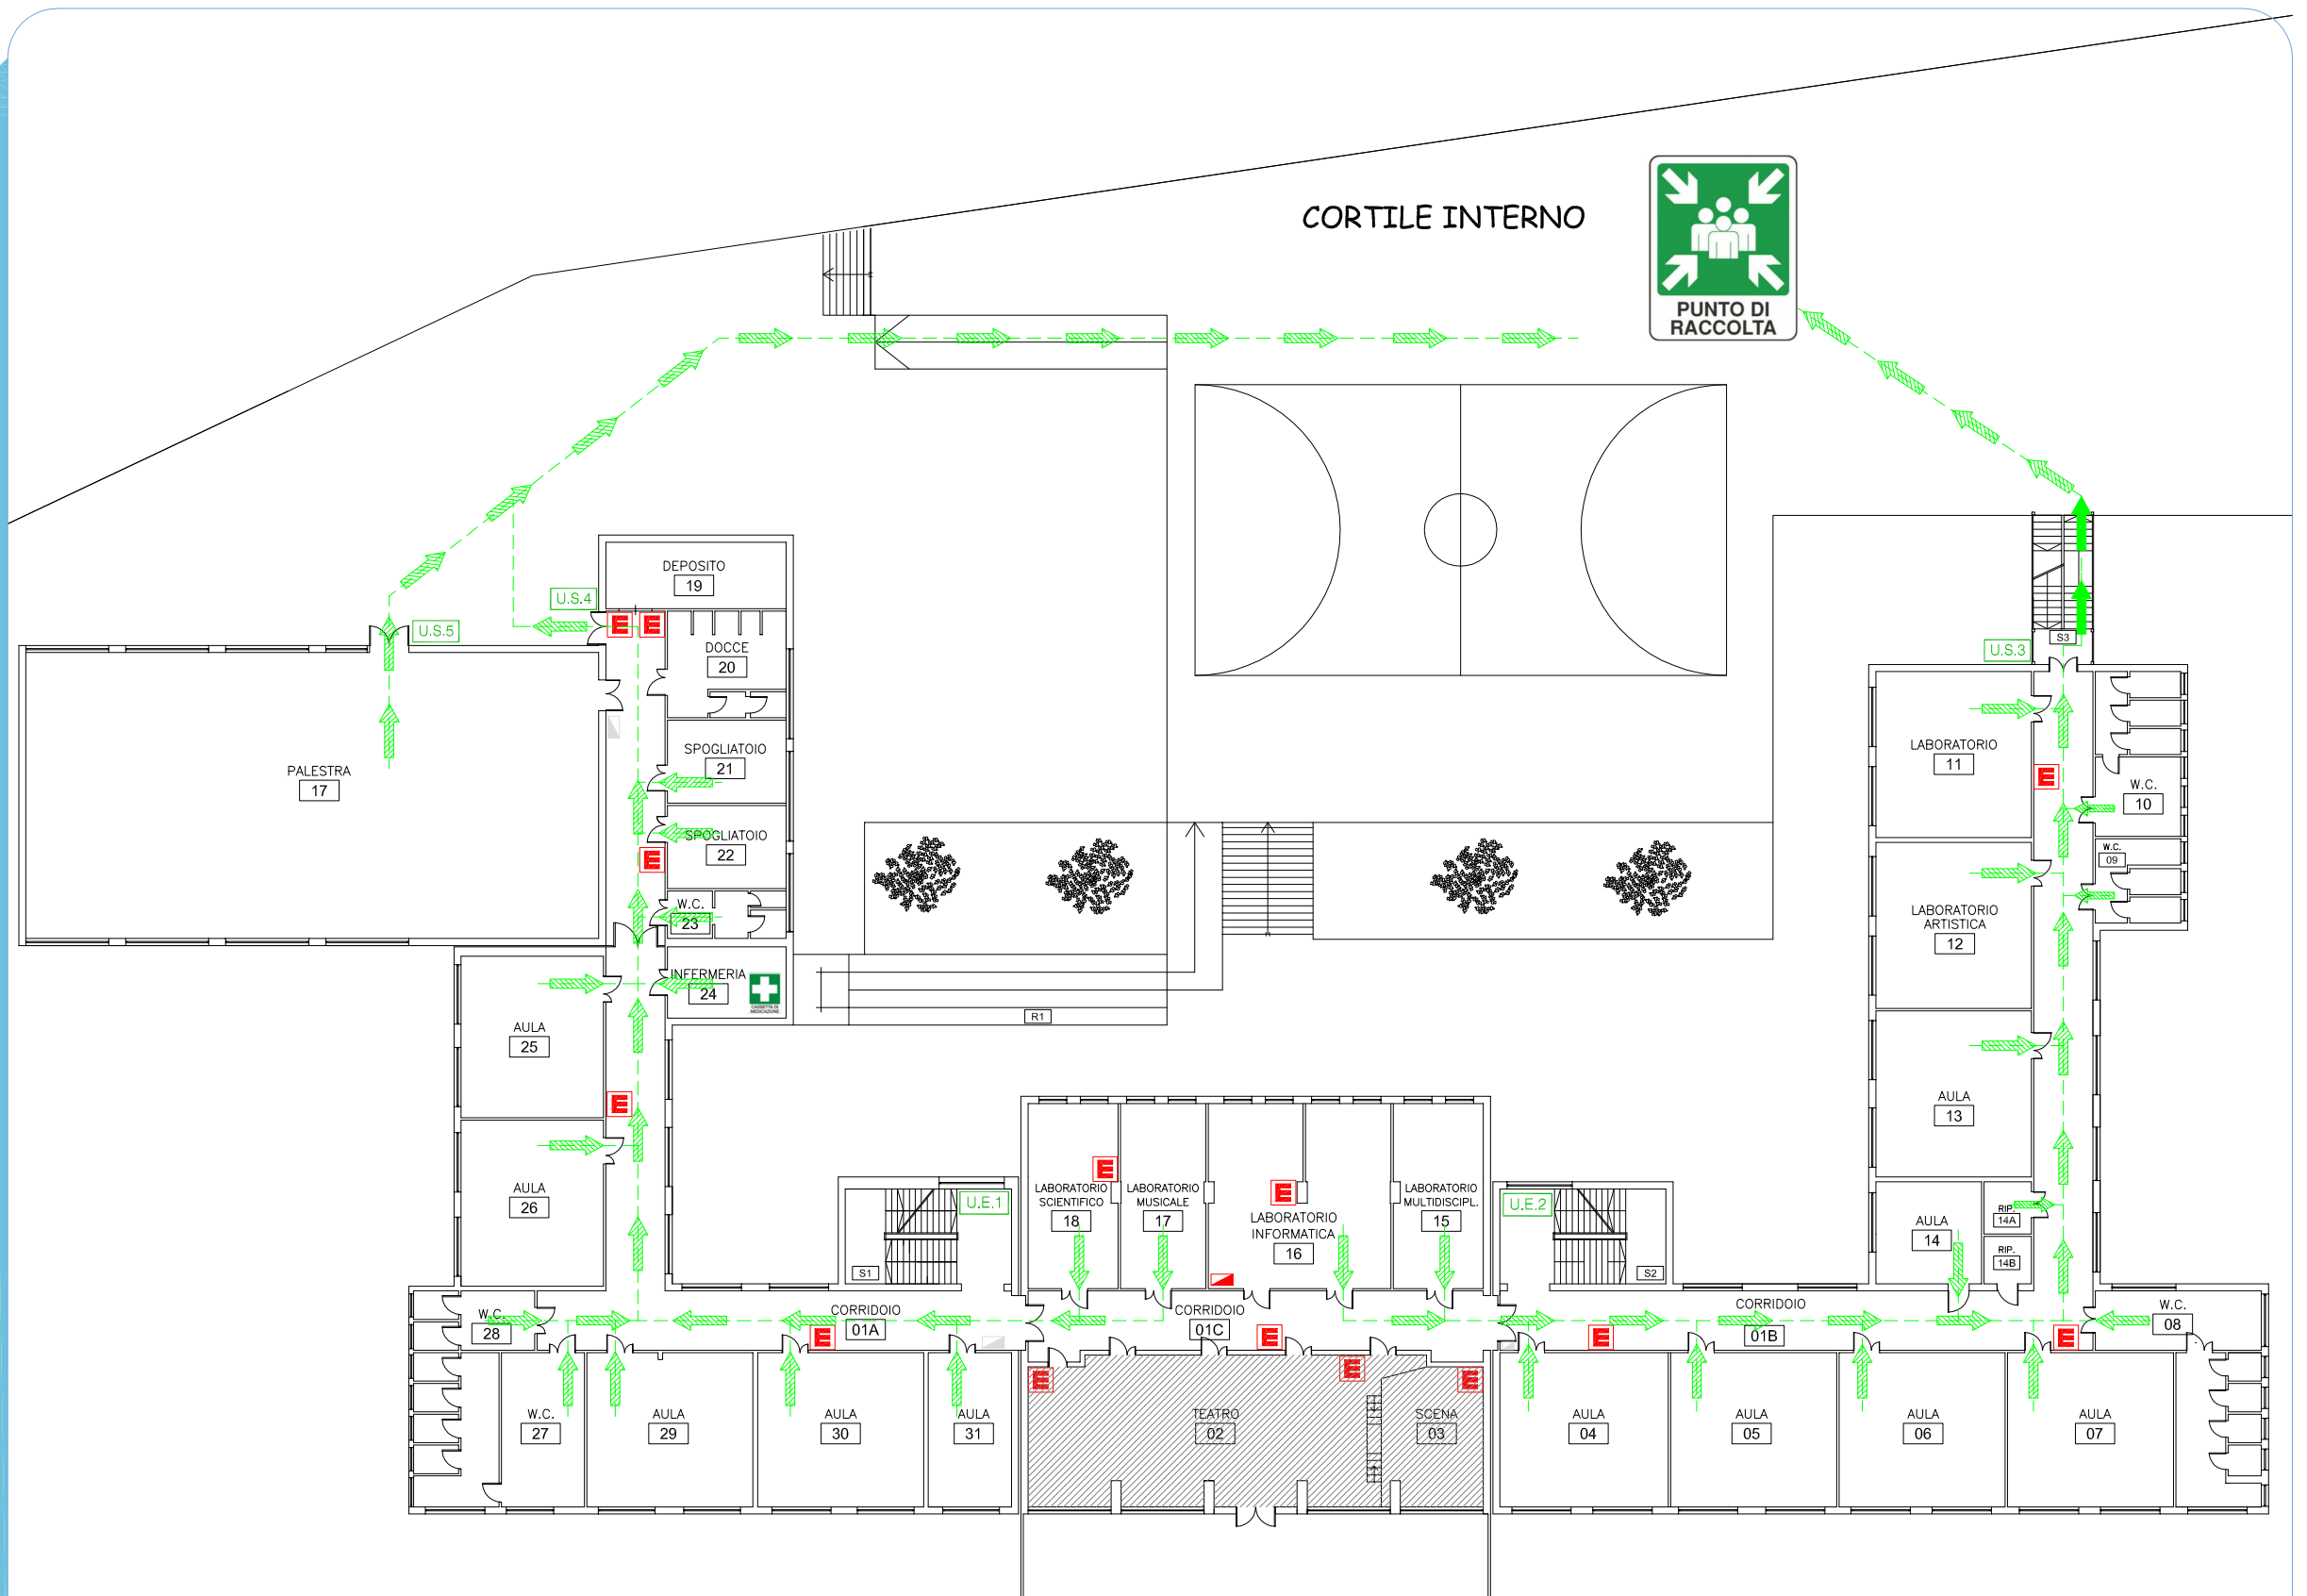 CORTILE INTERNO
PUNTO DI
RACCOLTA
DEPOSITO
19
U.S.4
U.S.5
DOCCE
20
U.S.3
S3
SPOGLIATOIO
21
PALESTRA
17
LABORATORIO
11
W.C.
10
SPOGLIATOIO
22
W.C.
09
W.C.
23
LABORATORIO
ARTISTICA
12
INFERMERIA
24
CASSETTA DI
MEDICAZIONE
R1
AULA
25
AULA
13
AULA
26
U.E.1
LABORATORIO
SCIENTIFICO
18
LABORATORIO
MUSICALE
17
LABORATORIO
INFORMATICA
16
LABORATORIO
MULTIDISCIPL.
15
U.E.2
AULA
14
RIP.
14A
RIP.
14B
S1
S2
W.C.
28
CORRIDOIO
01A
CORRIDOIO
01C
CORRIDOIO
01B
W.C.
08
W.C.
27
AULA
29
AULA
30
AULA
31
TEATRO
02
SCENA
03
AULA
04
AULA
05
AULA
06
AULA
07
E
E
E
E
E
E
E
E
E
E
E
E
E
E